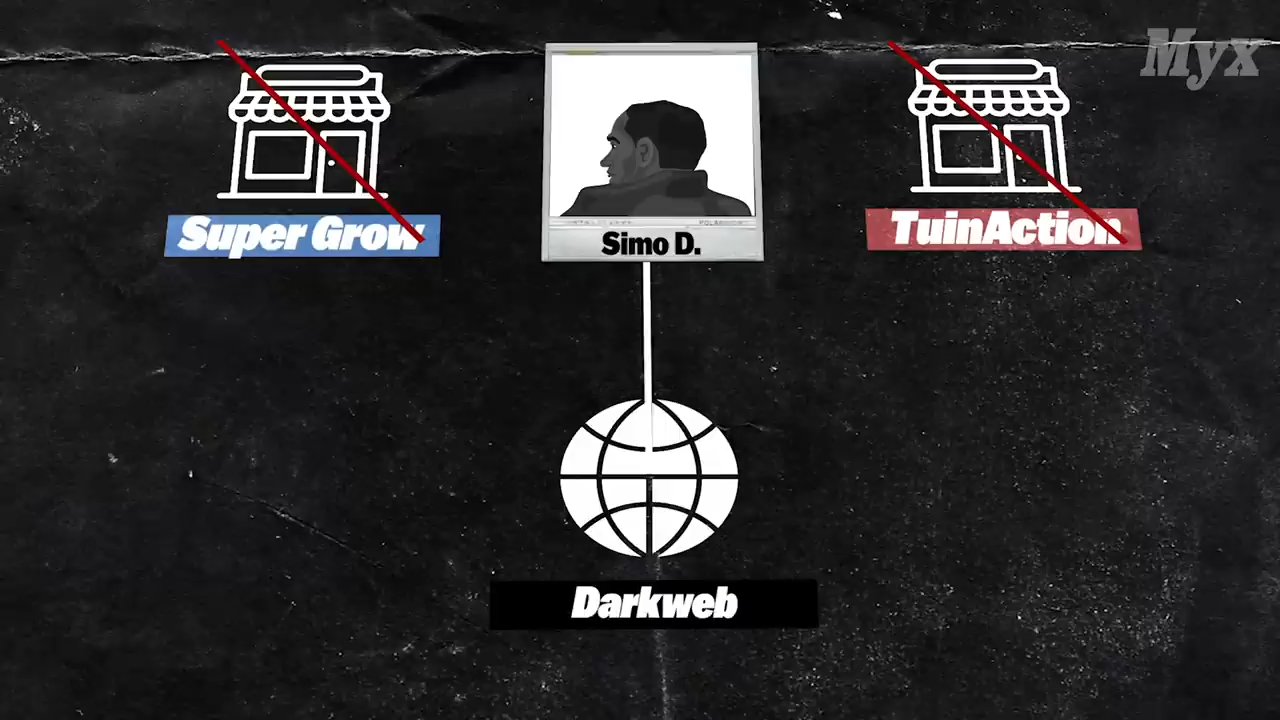 Myx
Super Grow
Simo D.
TuinAction
Darkweb